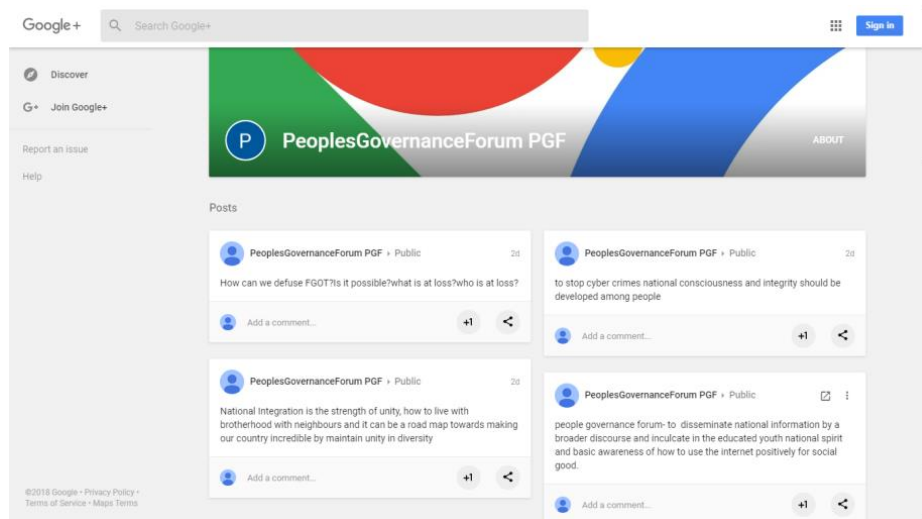 Google+
Search Google+
Sign in
Discover
G+ Join Google+
Report an issue
Help
P
PeoplesGovernanceForum PGF
ABOUT
Posts
PeoplesGovernanceForum PGF › Public 2d
How can we defuse FGOT?Is it possible?what is at loss?who is at loss?
Add a comment...
+1
PeoplesGovernanceForum PGF › Public 2d
to stop cyber crimes national consciousness and integrity should be
developed among people
Add a comment...
+1
PeoplesGovernanceForum PGF › Public 2d
National Integration is the strength of unity, how to live with
brotherhood with neighbours and it can be a road map towards making
our country incredible by maintain unity in diversity
Add a comment...
+1
PeoplesGovernanceForum PGF › Public
people governance forum- to disseminate national information by a
broader discourse and inculcate in the educated youth national spirit
and basic awareness of how to use the internet positively for social
good.
Add a comment...
+1
©2018 Google • Privacy Policy •
Terms of Service • Maps Terms